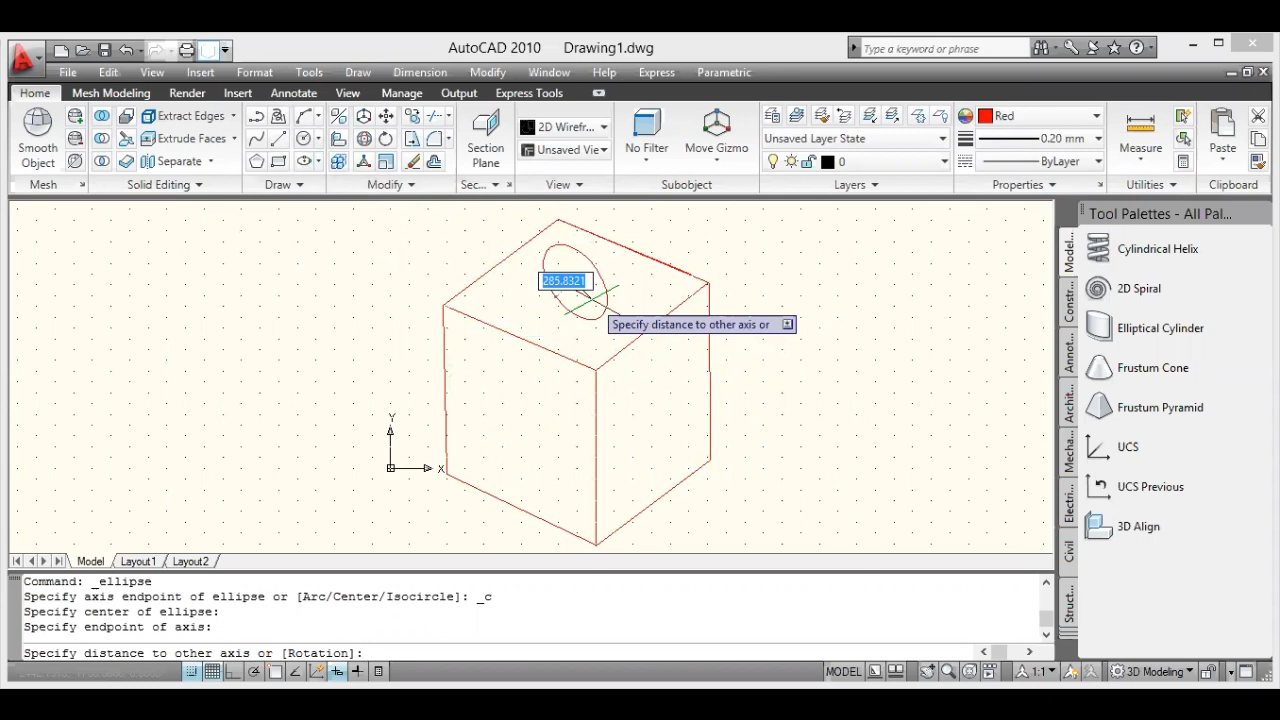 AutoCAD 2010 Drawing1.dwg
Type a keyword or phrase
File Edit View Insert Format Tools Draw Dimension Modify Window Help Express Parametric
Home Mesh Modeling Render Insert Annotate View Manage Output Express Tools
Smooth Object
Extract Edges
Extrude Faces
Separate
Section Plane
2D Wirefr...
Unsaved Vie
No Filter
Move Gizmo
Unsaved Layer State
0
Red
0.20 mm
ByLayer
Measure
Paste
Mesh Solid Editing Draw Modify Sec... View Subobject Layers Properties Utilities Clipboard
Tool Palettes - All Pal...
Cylindrical Helix
2D Spiral
Elliptical Cylinder
Frustum Cone
Frustum Pyramid
UCS
UCS Previous
3D Align
Model...
Constr...
Annot...
Archit...
Mecha...
Electri...
Civil
Struct...
285.8321
Specify distance to other axis or
Y
X
Model Layout1 Layout2
Command: _ellipse
Specify axis endpoint of ellipse or [Arc/Center/Isocircle]: _c
Specify center of ellipse:
Specify endpoint of axis:
Specify distance to other axis or [Rotation]:
MODEL 1:1 3D Modeling